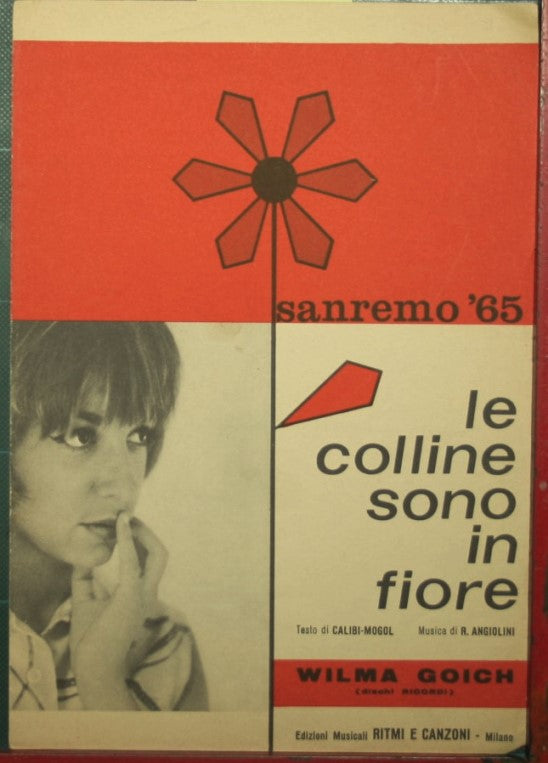 sanremo '65
le
colline
sono
in
fiore
Testo di CALIBI-MOGOL Musica di R. ANGIOLINI
WILMA GOICH
(dischi RICORDI)
Edizioni Musicali RITMI E CANZONI - Milano